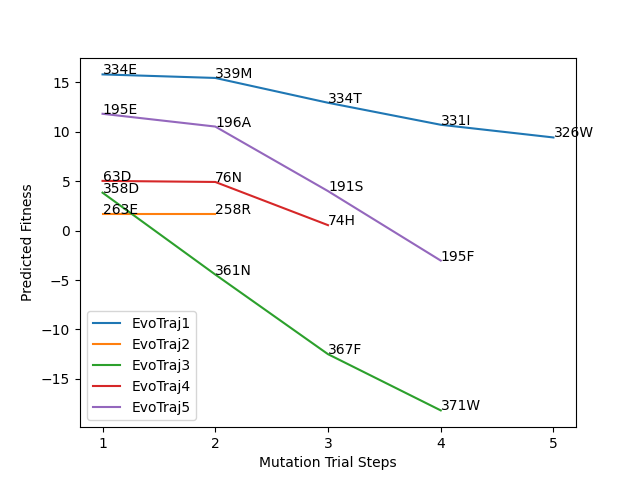 334E
339M
334T
331I
326W
195E
196A
191S
195F
63D
76N
74H
358D
361N
367F
371W
263E
258R
15
10
5
0
−5
−10
−15
Predicted Fitness
EvoTraj1
EvoTraj2
EvoTraj3
EvoTraj4
EvoTraj5
1 2 3 4 5
Mutation Trial Steps